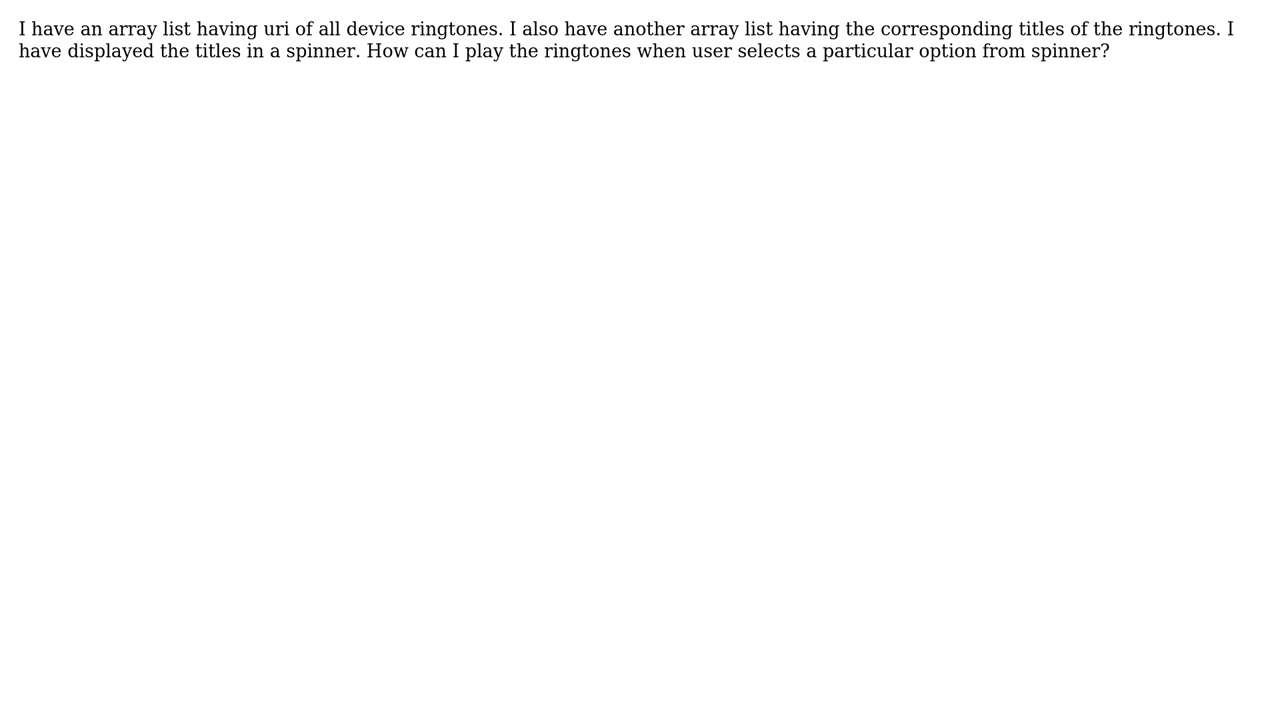 I have an array list having uri of all device ringtones. I also have another array list having the corresponding titles of the ringtones. I
have displayed the titles in a spinner. How can I play the ringtones when user selects a particular option from spinner?